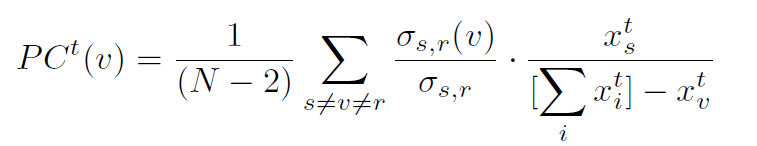 PC^t(v) = \frac{1}{(N-2)} \sum_{s \neq v \neq r} \frac{\sigma_{s,r}(v)}{\sigma_{s,r}} \cdot \frac{x_s^t}{[\sum_i x_i^t] - x_v^t}